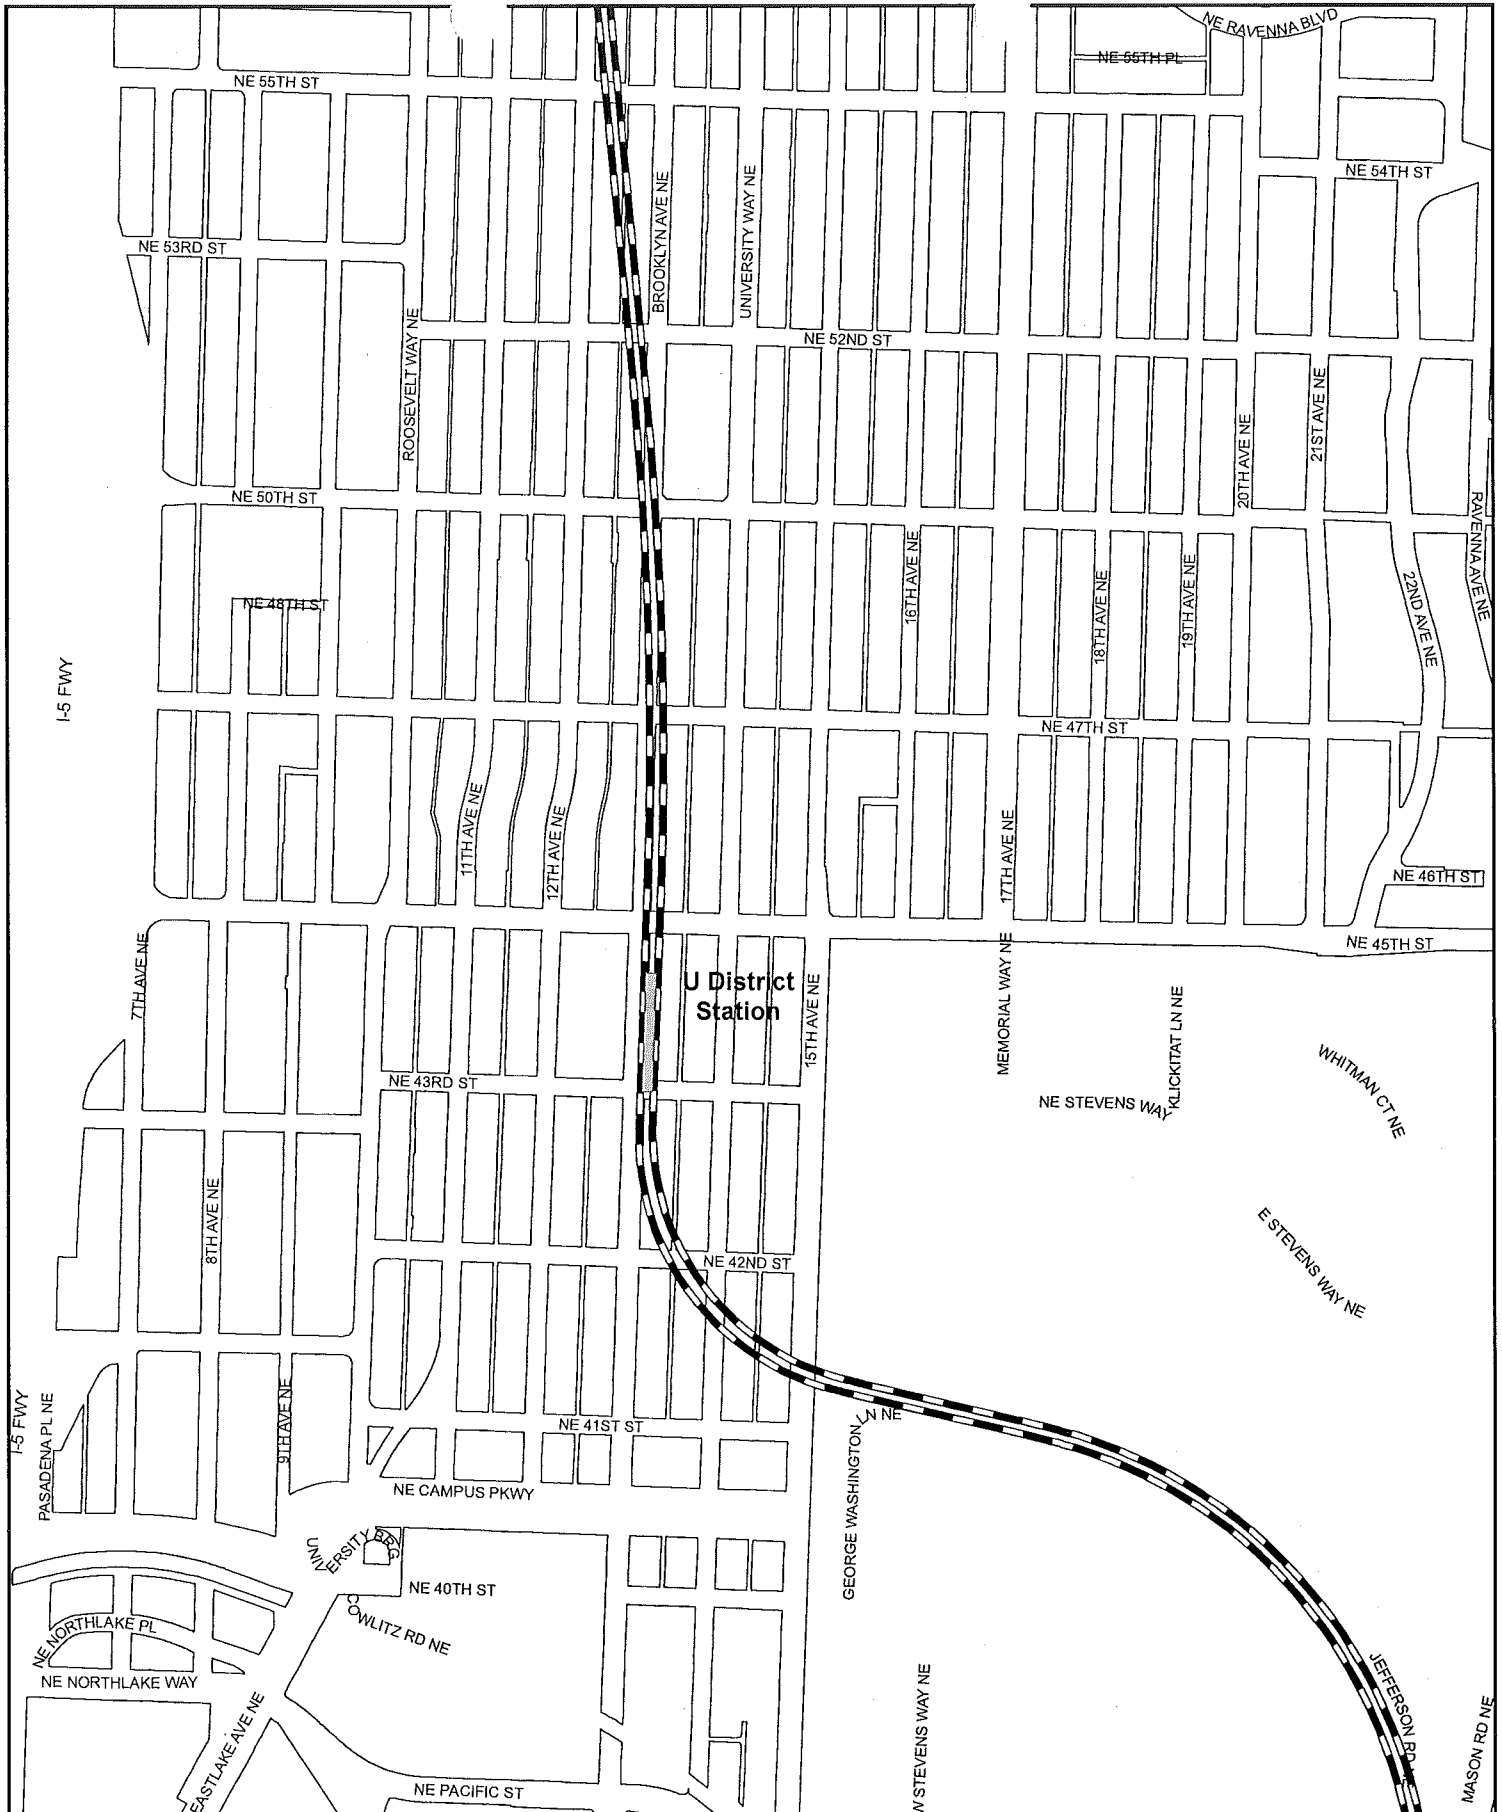 NE RAVENNA BLVD
NE 55TH PL
NE 55TH ST
NE 54TH ST
BROOKLYN AVE NE
UNIVERSITY WAY NE
NE 53RD ST
ROOSEVELT WAY NE
NE 52ND ST
21ST AVE NE
20TH AVE NE
NE 50TH ST
RAVENNA AVE NE
16TH AVE NE
18TH AVE NE
19TH AVE NE
22ND AVE NE
NE 48TH ST
I-5 FWY
NE 47TH ST
11TH AVE NE
12TH AVE NE
17TH AVE NE
NE 46TH ST
7TH AVE NE
NE 45TH ST
MEMORIAL WAY NE
U District
Station
15TH AVE NE
KLICKITAT LN NE
WHITMAN CT NE
NE 43RD ST
NE STEVENS WAY
8TH AVE NE
E STEVENS WAY NE
NE 42ND ST
I-5 FWY
PASADENA PL NE
9TH AVE NE
NE 41ST ST
GEORGE WASHINGTON LN NE
NE CAMPUS PKWY
UNIVERSITY BRG
NE 40TH ST
COWLITZ RD NE
NE NORTHLAKE PL
NE NORTHLAKE WAY
EASTLAKE AVE NE
W STEVENS WAY NE
JEFFERSON RD
MASON RD NE
NE PACIFIC ST